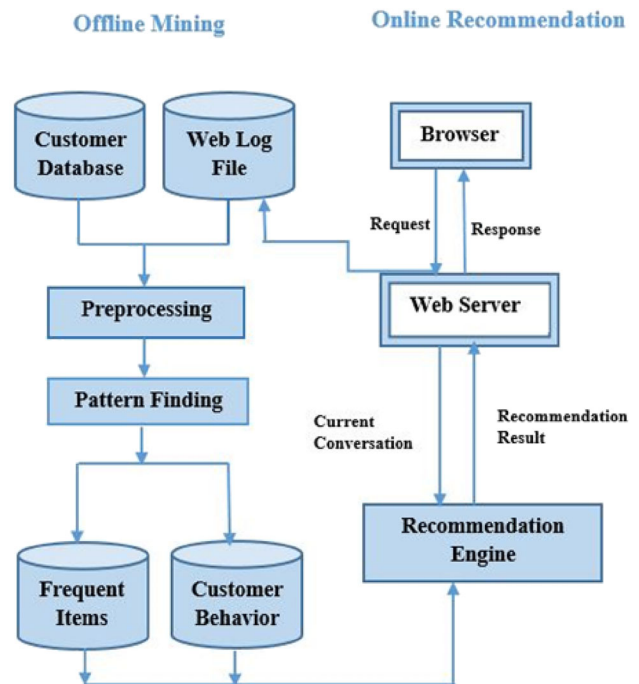 Offline Mining
Online Recommendation
Customer
Database
Web Log
File
Browser
Request
Response
Preprocessing
Web Server
Pattern Finding
Current
Conversation
Recommendation
Result
Recommendation
Engine
Frequent
Items
Customer
Behavior